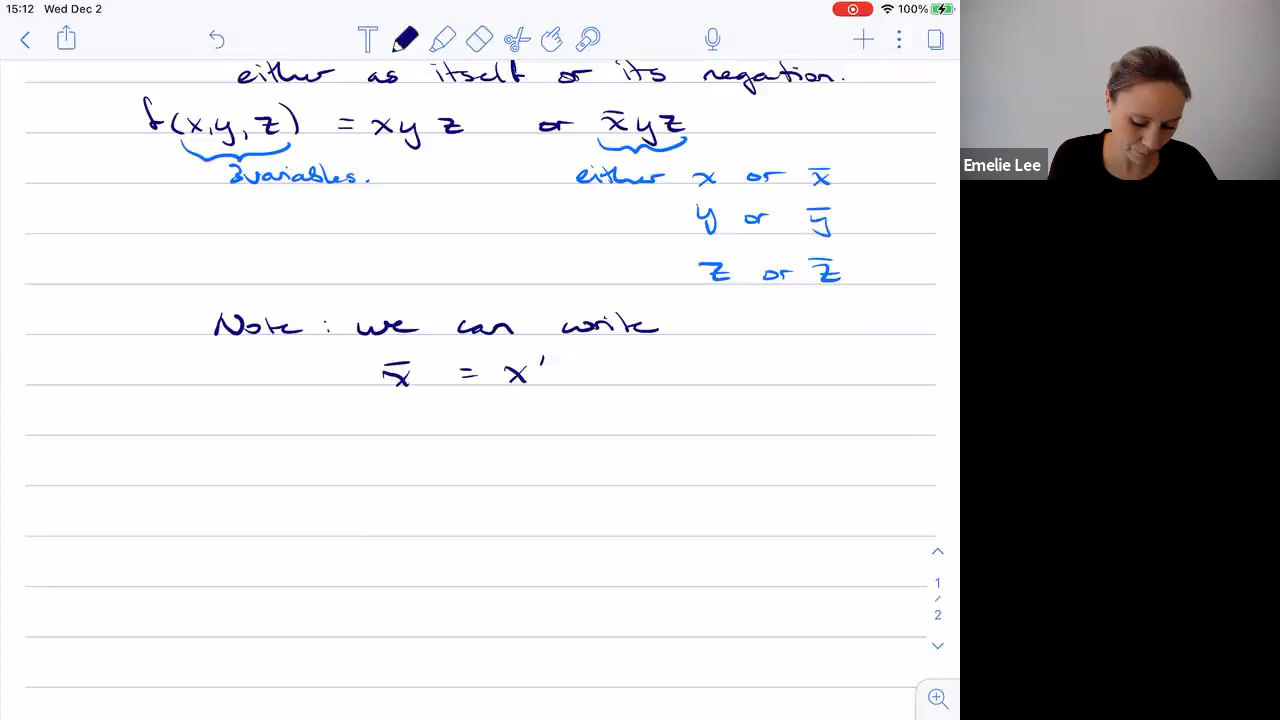 15:12 Wed Dec 2
100%
either as itself or its negation.
f(x,y,z) = xyz or x̄yz
3variables.
either x or x̄
y or ȳ
z or z̄
Note: we can write
x̄ = x'
1
/
2
Emelie Lee